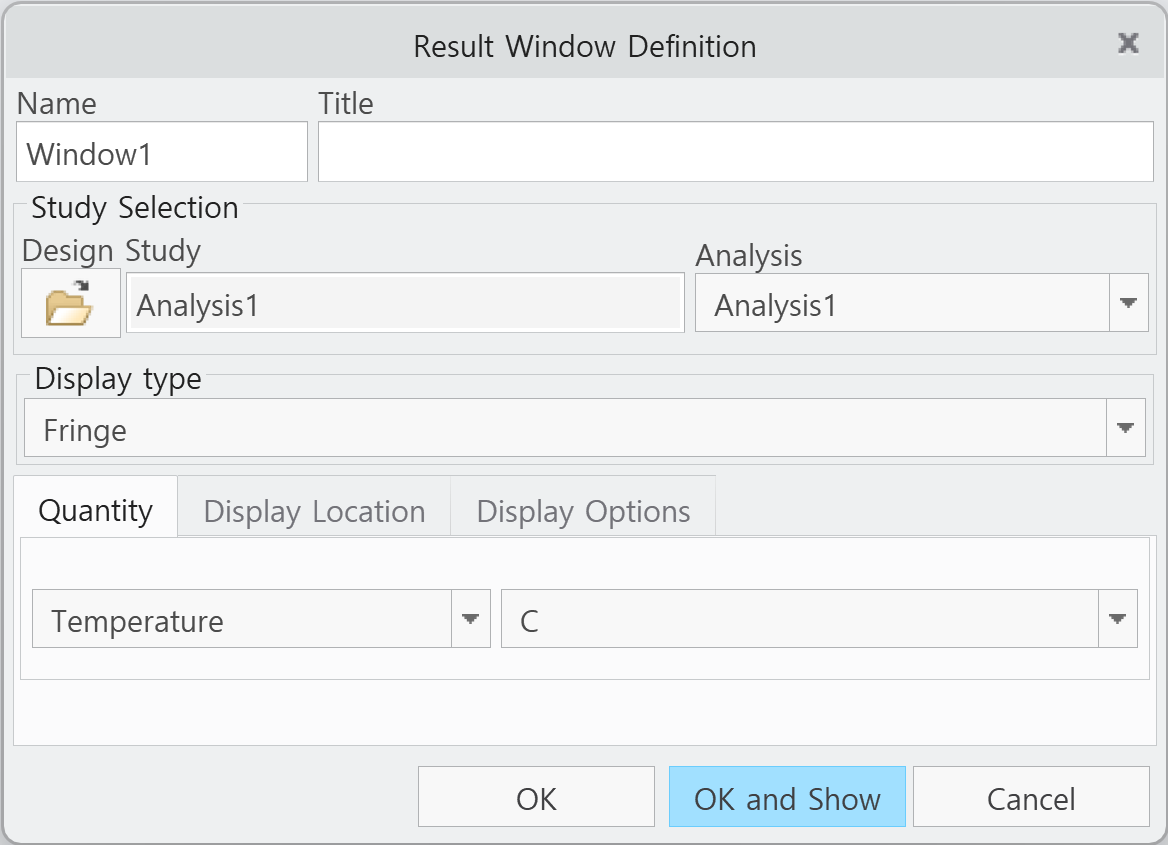 Result Window Definition
Name Title
Window1
Study Selection
Design Study Analysis
Analysis1 Analysis1
Display type
Fringe
Quantity Display Location Display Options
Temperature C
OK OK and Show Cancel